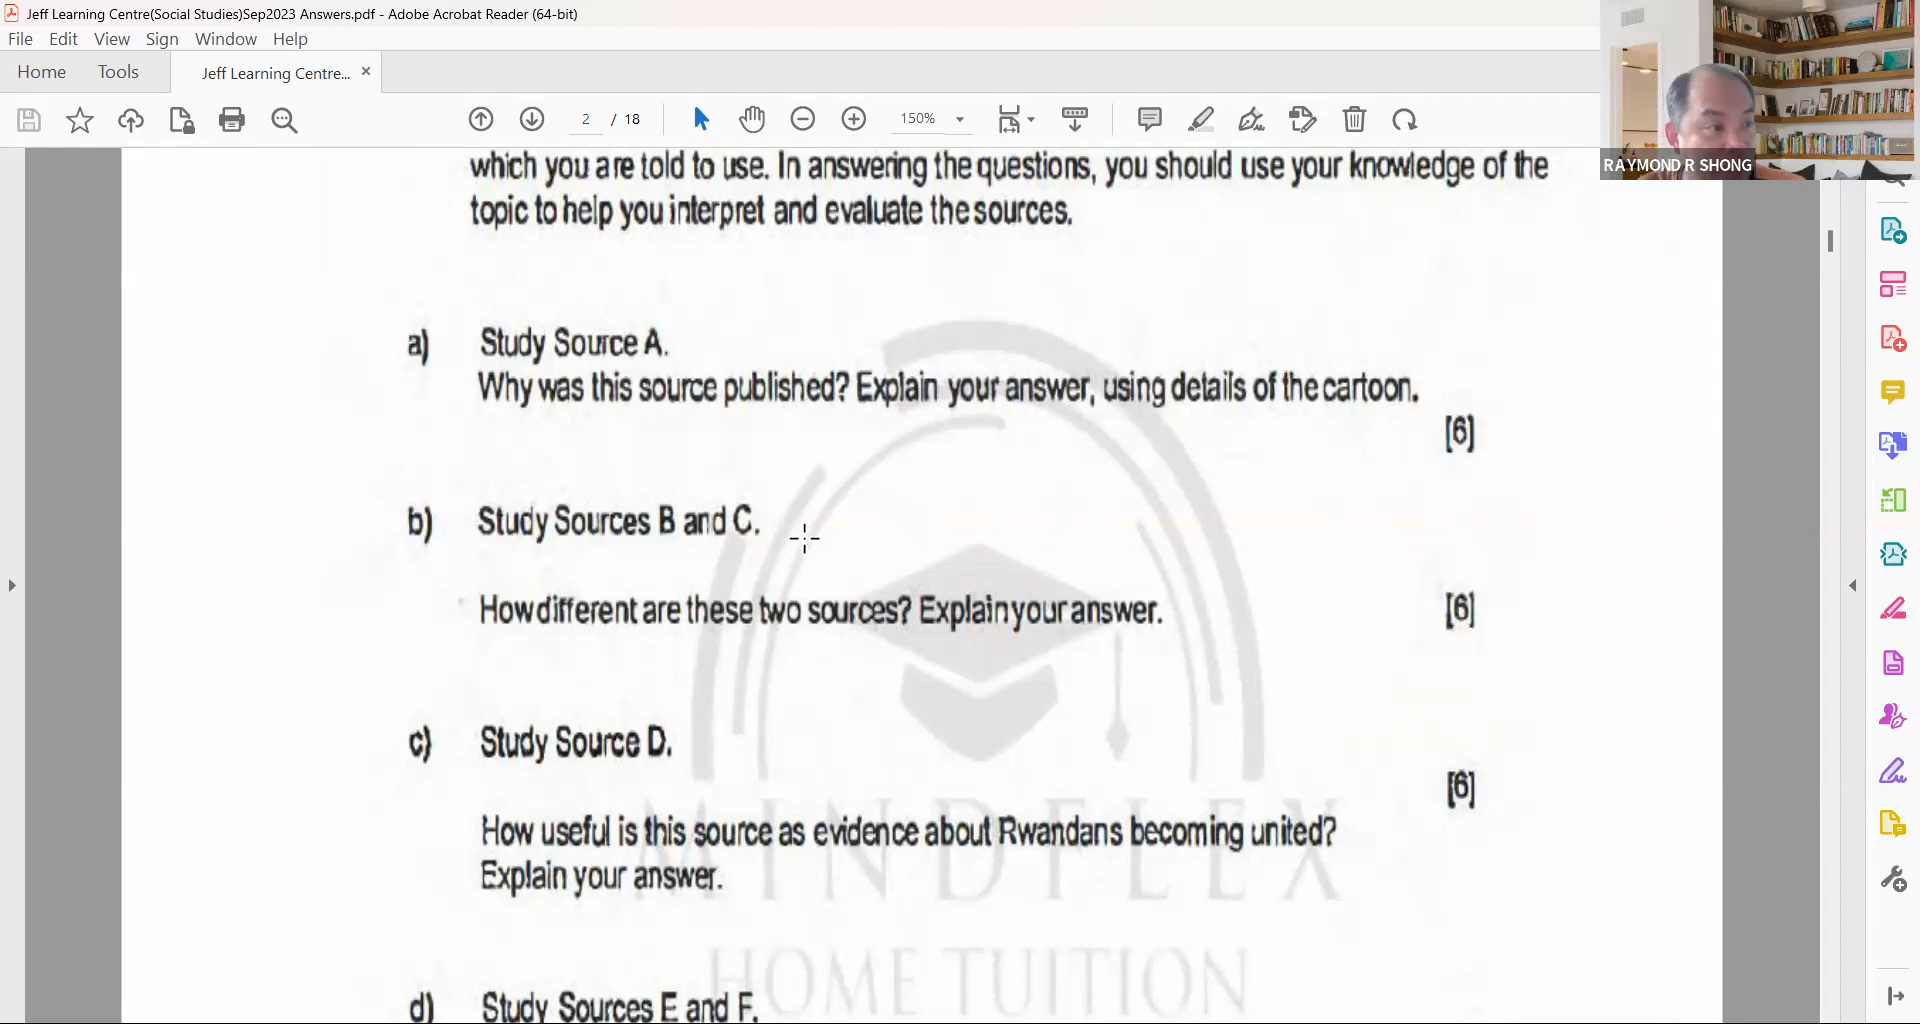 Jeff Learning Centre(Social Studies)Sep2023 Answers.pdf - Adobe Acrobat Reader (64-bit)
File Edit View Sign Window Help
Home Tools Jeff Learning Centre... ×
2 / 18 150%
RAYMOND R SHONG
which you are told to use. In answering the questions, you should use your knowledge of the
topic to help you interpret and evaluate the sources.
a) Study Source A.
Why was this source published? Explain your answer, using details of the cartoon.
[6]
b) Study Sources B and C.
How different are these two sources? Explain your answer. [6]
c) Study Source D.
[6]
How useful is this source as evidence about Rwandans becoming united?
Explain your answer.
MINDFLEX
HOME TUITION
d) Study Sources E and F.